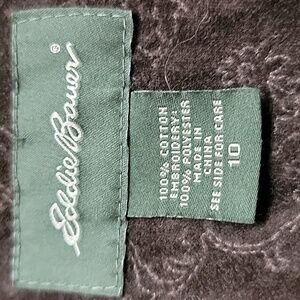 Eddie Bauer®
100% COTTON
EMBROIDERY:
100% POLYESTER
MADE IN
CHINA
SEE SIDE FOR CARE
10